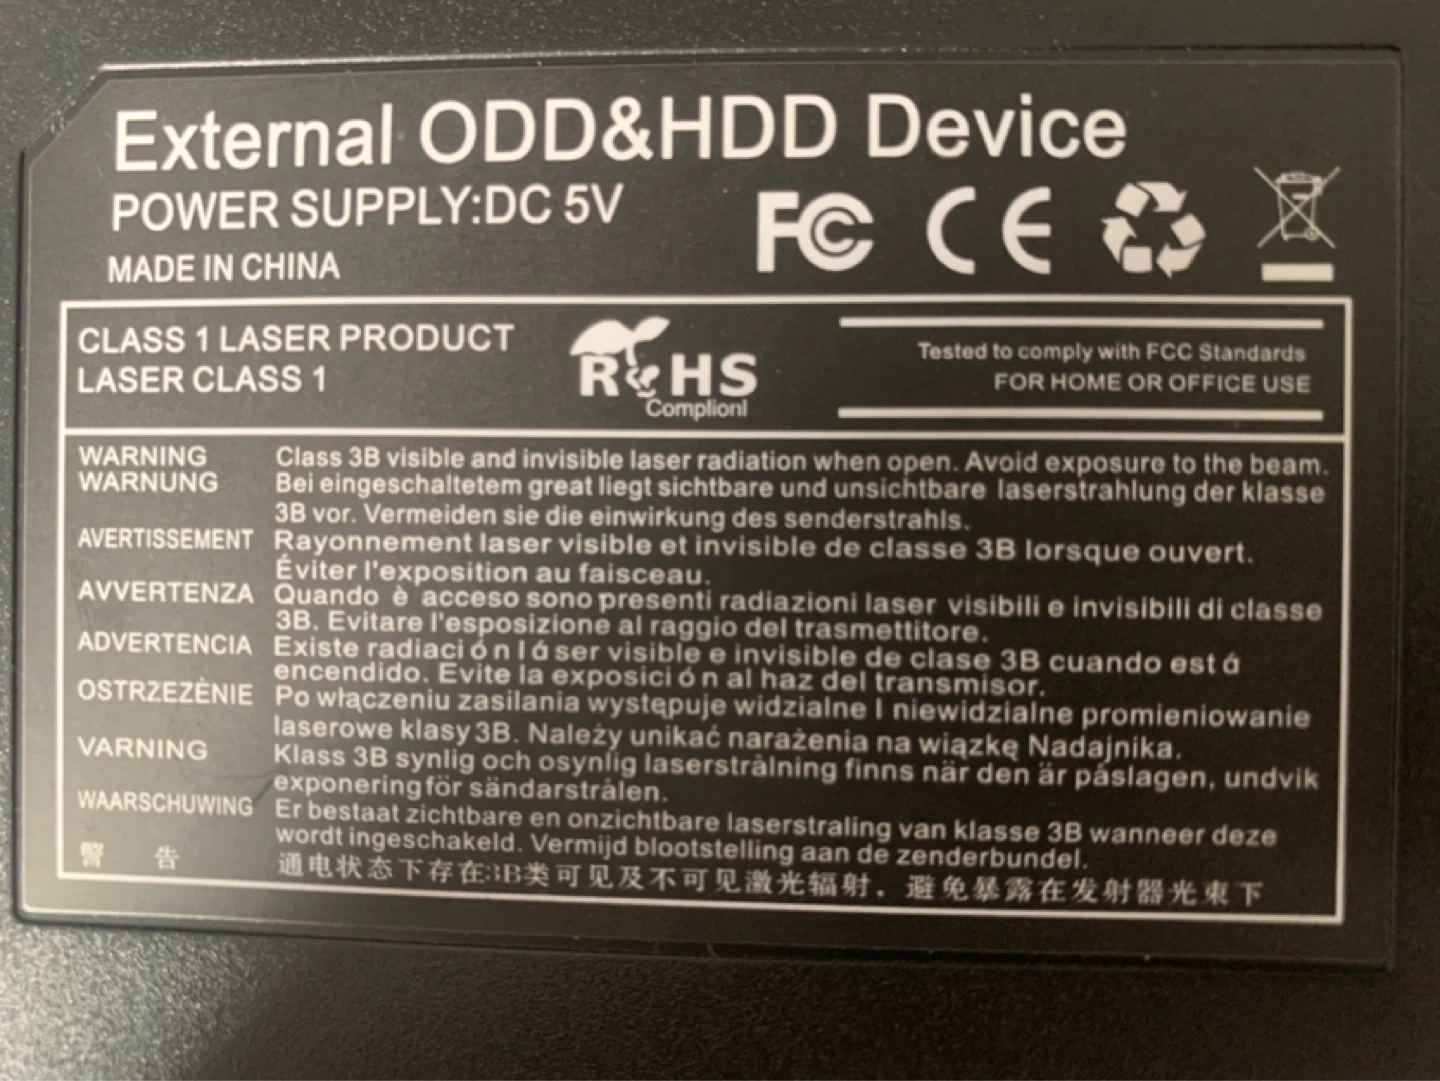 External ODD&HDD Device
POWER SUPPLY:DC 5V
FC CE
MADE IN CHINA
CLASS 1 LASER PRODUCT
LASER CLASS 1
RoHS
Complionl
Tested to comply with FCC Standards
FOR HOME OR OFFICE USE
WARNING Class 3B visible and invisible laser radiation when open. Avoid exposure to the beam.
WARNUNG Bei eingeschaltetem great liegt sichtbare und unsichtbare laserstrahlung der klasse
3B vor. Vermeiden sie die einwirkung des senderstrahls.
AVERTISSEMENT Rayonnement laser visible et invisible de classe 3B lorsque ouvert.
Éviter l'exposition au faisceau.
AVVERTENZA Quando è acceso sono presenti radiazioni laser visibili e invisibili di classe
3B. Evitare l'esposizione al raggio del trasmettitore.
ADVERTENCIA Existe radiación láser visible e invisible de clase 3B cuando está
encendido. Evite la exposición al haz del transmisor.
OSTRZEZĖNIE Po włączeniu zasilania występuje widzialne I niewidzialne promieniowanie
laserowe klasy 3B. Należy unikać narażenia na wiązkę Nadajnika.
VARNING Klass 3B synlig och osynlig laserstrålning finns när den är påslagen, undvik
exponering för sändarstrålen.
WAARSCHUWING Er bestaat zichtbare en onzichtbare laserstraling van klasse 3B wanneer deze
wordt ingeschakeld. Vermijd blootstelling aan de zenderbundel.
警 告 通电状态下存在3B类可见及不可见激光辐射．避免暴露在发射器光束下